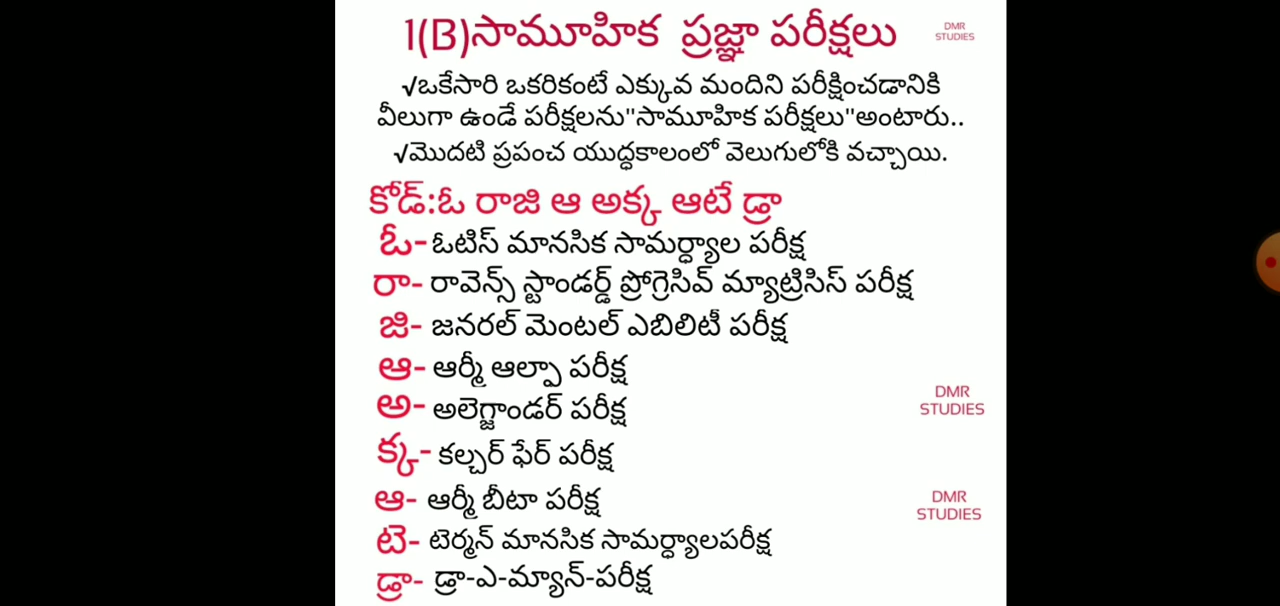 1(B)సామూహిక ప్రజ్ఞా పరీక్షలు
DMR
STUDIES
√ఒకేసారి ఒకరికంటే ఎక్కువ మందిని పరీక్షించడానికి
వీలుగా ఉండే పరీక్షలను"సామూహిక పరీక్షలు"అంటారు..
√మొదటి ప్రపంచ యుద్ధకాలంలో వెలుగులోకి వచ్చాయి.
కోడ్:ఓ రాజి ఆ అక్క ఆటే డ్రా
ఓ- ఓటిస్ మానసిక సామర్ధ్యాల పరీక్ష
రా- రావెన్స్ స్టాండర్డ్ ప్రోగ్రెసివ్ మ్యాట్రిసిస్ పరీక్ష
జి- జనరల్ మెంటల్ ఎబిలిటీ పరీక్ష
ఆ- ఆర్మీ ఆల్ఫా పరీక్ష
అ- అలెగ్జాండర్ పరీక్ష
DMR
STUDIES
క్క- కల్చర్ ఫేర్ పరీక్ష
ఆ- ఆర్మీ బీటా పరీక్ష
DMR
STUDIES
టె- టెర్మన్ మానసిక సామర్ధ్యాలపరీక్ష
డ్రా- డ్రా-ఎ-మ్యాన్-పరీక్ష